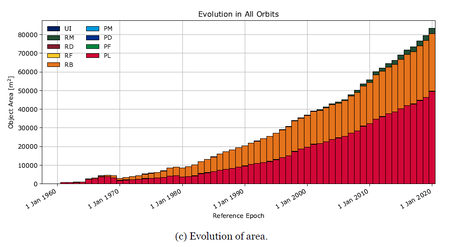 Evolution in All Orbits
UI PM
RM PD
RD PF
RF PL
RB
Object Area [m²]
80000
70000
60000
50000
40000
30000
20000
10000
0
1 Jan 1960 1 Jan 1970 1 Jan 1980 1 Jan 1990 1 Jan 2000 1 Jan 2010 1 Jan 2020
Reference Epoch
(c) Evolution of area.